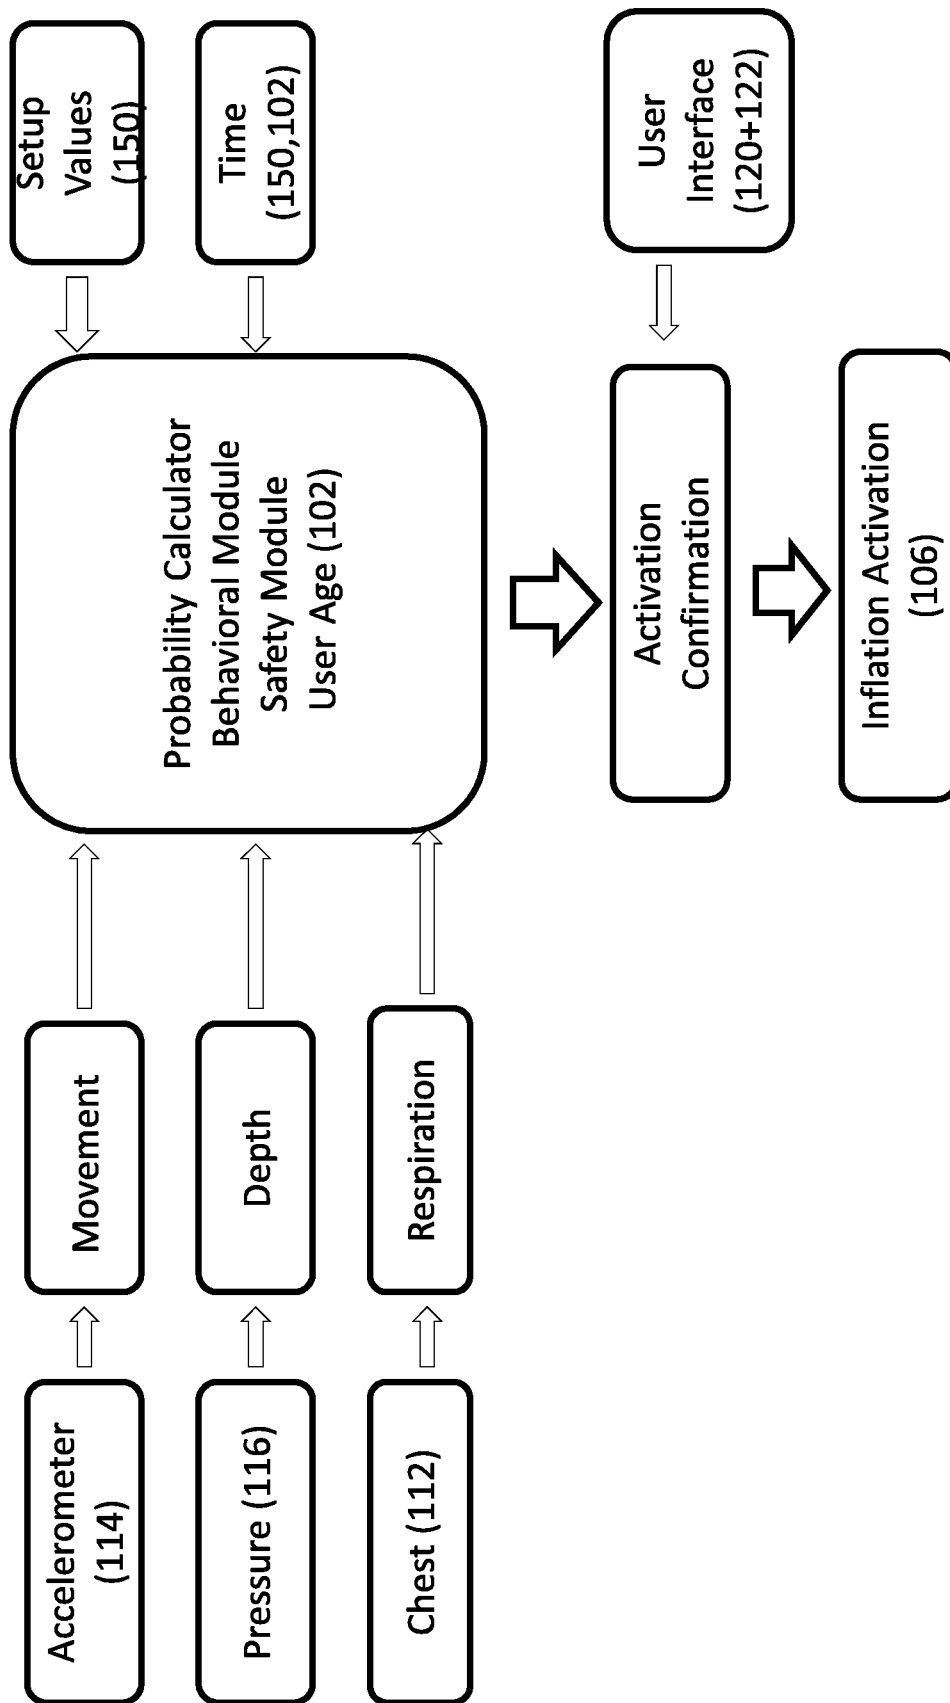 Accelerometer
(114)
Movement
Setup
Values
(150)
Pressure (116)
Depth
Time
(150,102)
Chest (112)
Respiration
Probability Calculator
Behavioral Module
Safety Module
User Age (102)
Activation
Confirmation
User
Interface
(120+122)
Inflation Activation
(106)